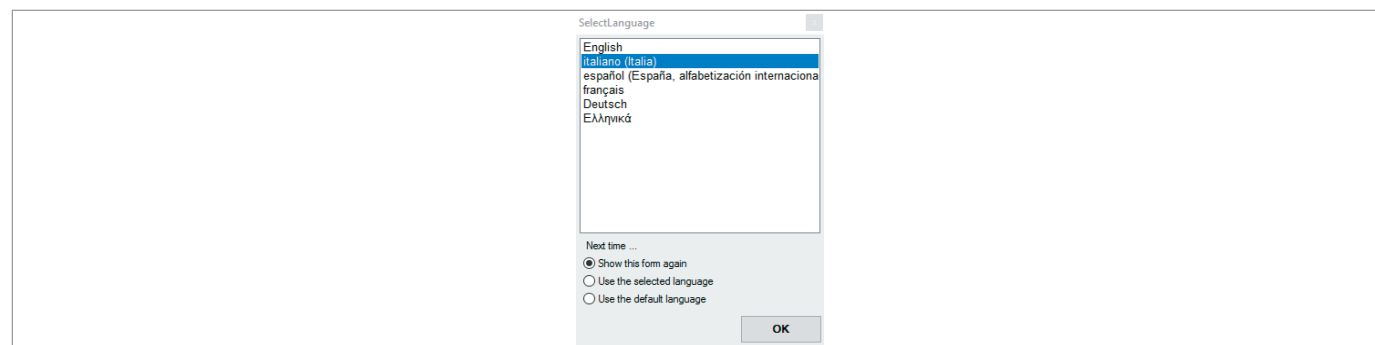 SelectLanguage
English
italiano (Italia)
español (España, alfabetización internaciona
français
Deutsch
Ελληνικά
Next time ...
Show this form again
Use the selected language
Use the default language
OK